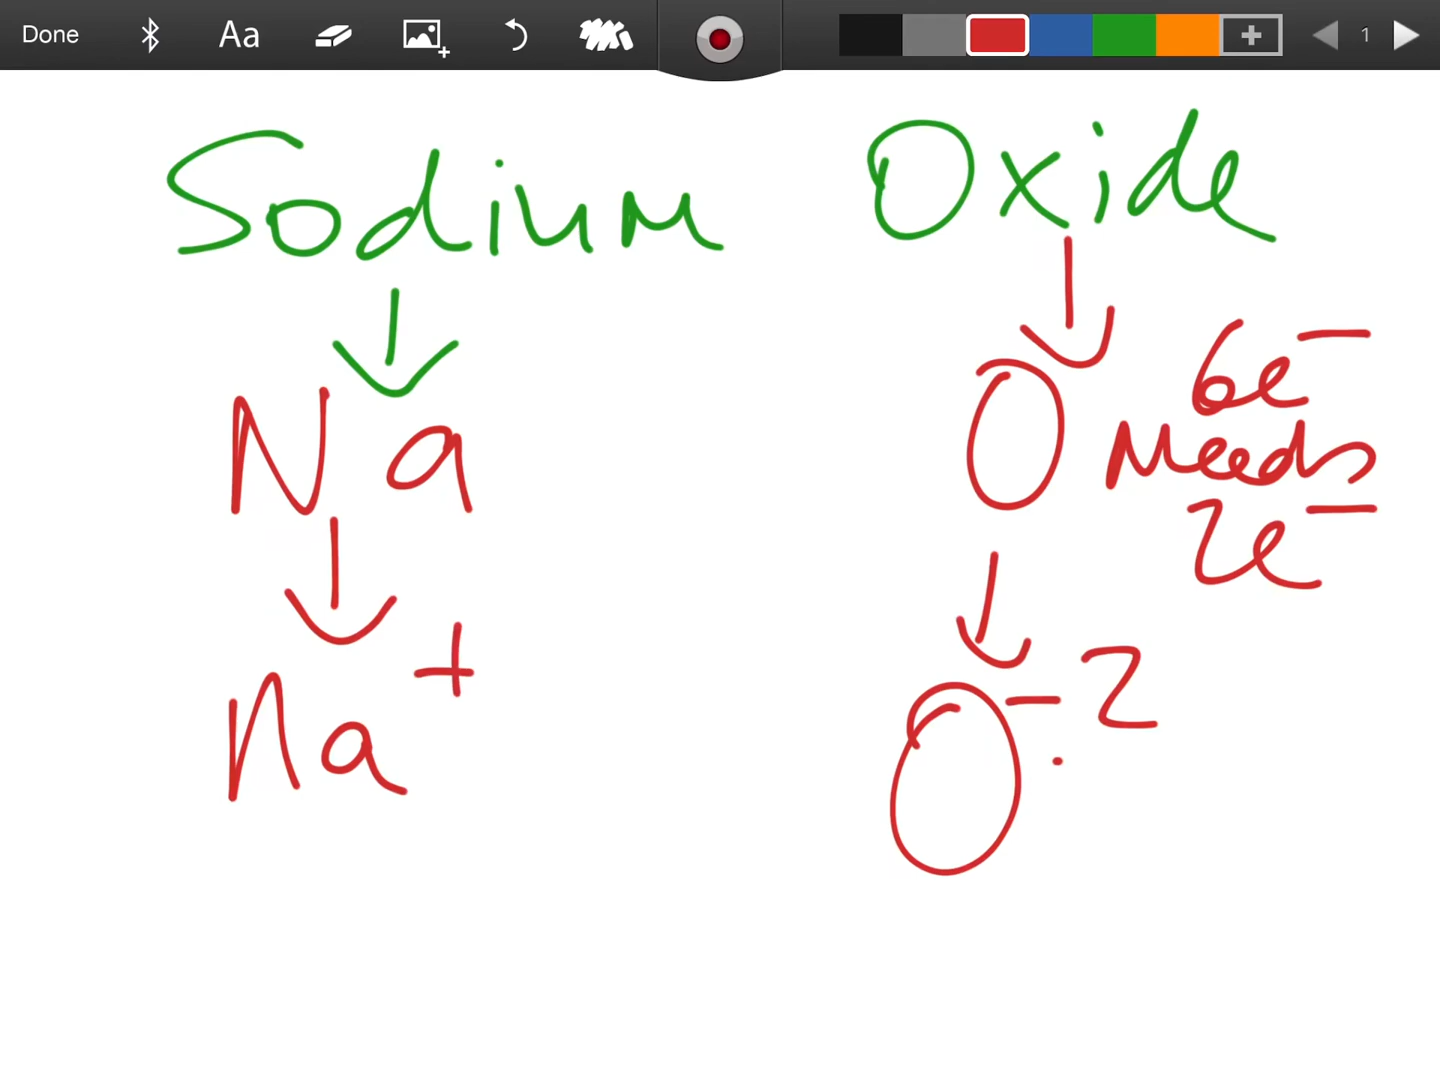 Done Aa 1
Sodium Oxide
Na O 6e⁻
needs
2e⁻
Na⁺ O⁻²